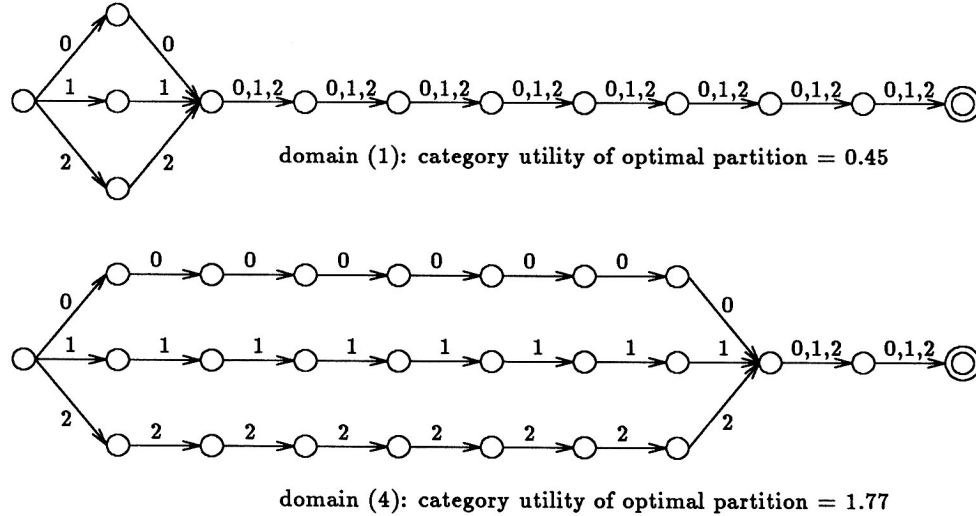 0 0
1 1 0,1,2 0,1,2 0,1,2 0,1,2 0,1,2 0,1,2 0,1,2 0,1,2
2 2
domain (1): category utility of optimal partition = 0.45
0 0 0 0 0 0
0 0
1 1 1 1 1 1 1 1 0,1,2 0,1,2
2 2
2 2 2 2 2 2
domain (4): category utility of optimal partition = 1.77